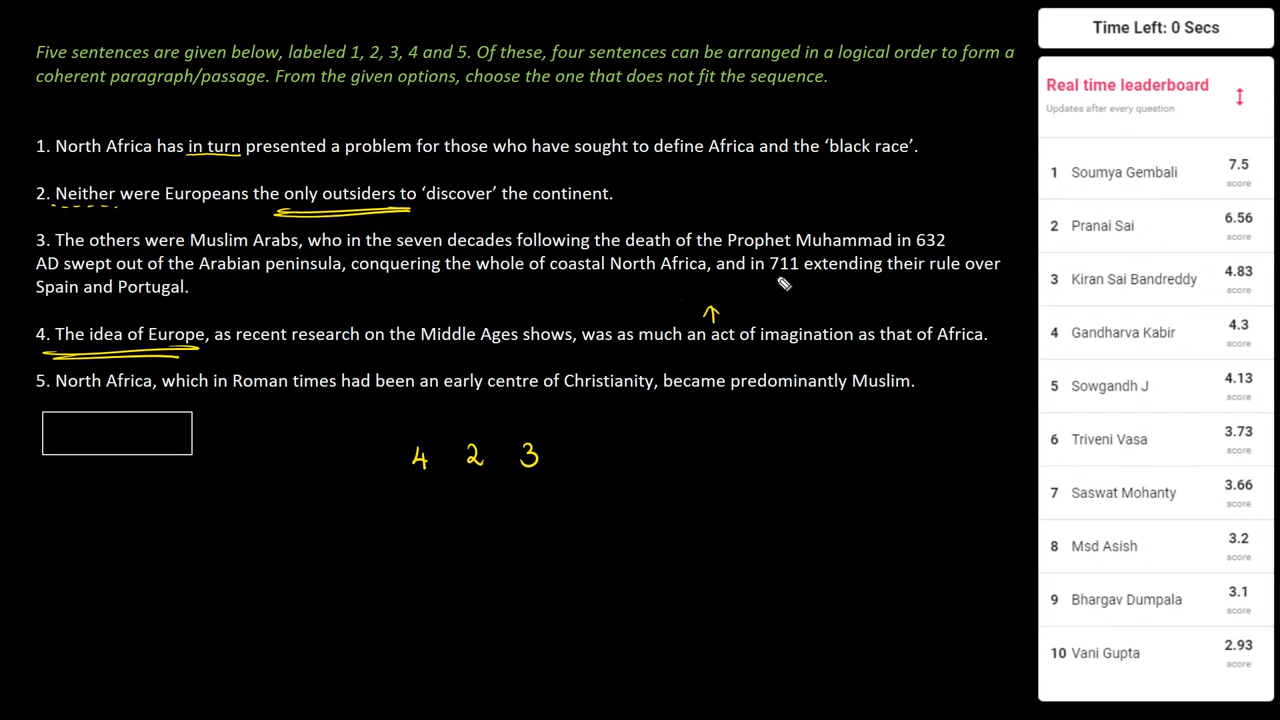 Five sentences are given below, labeled 1, 2, 3, 4 and 5. Of these, four sentences can be arranged in a logical order to form a
coherent paragraph/passage. From the given options, choose the one that does not fit the sequence.
1. North Africa has in turn presented a problem for those who have sought to define Africa and the ‘black race’.
2. Neither were Europeans the only outsiders to ‘discover’ the continent.
3. The others were Muslim Arabs, who in the seven decades following the death of the Prophet Muhammad in 632
AD swept out of the Arabian peninsula, conquering the whole of coastal North Africa, and in 711 extending their rule over
Spain and Portugal.
4. The idea of Europe, as recent research on the Middle Ages shows, was as much an act of imagination as that of Africa.
5. North Africa, which in Roman times had been an early centre of Christianity, became predominantly Muslim.
4 2 3
Time Left: 0 Secs
Real time leaderboard
Updates after every question
1 Soumya Gembali 7.5
score
2 Pranai Sai 6.56
score
3 Kiran Sai Bandreddy 4.83
score
4 Gandharva Kabir 4.3
score
5 Sowgandh J 4.13
score
6 Triveni Vasa 3.73
score
7 Saswat Mohanty 3.66
score
8 Msd Asish 3.2
score
9 Bhargav Dumpala 3.1
score
10 Vani Gupta 2.93
score